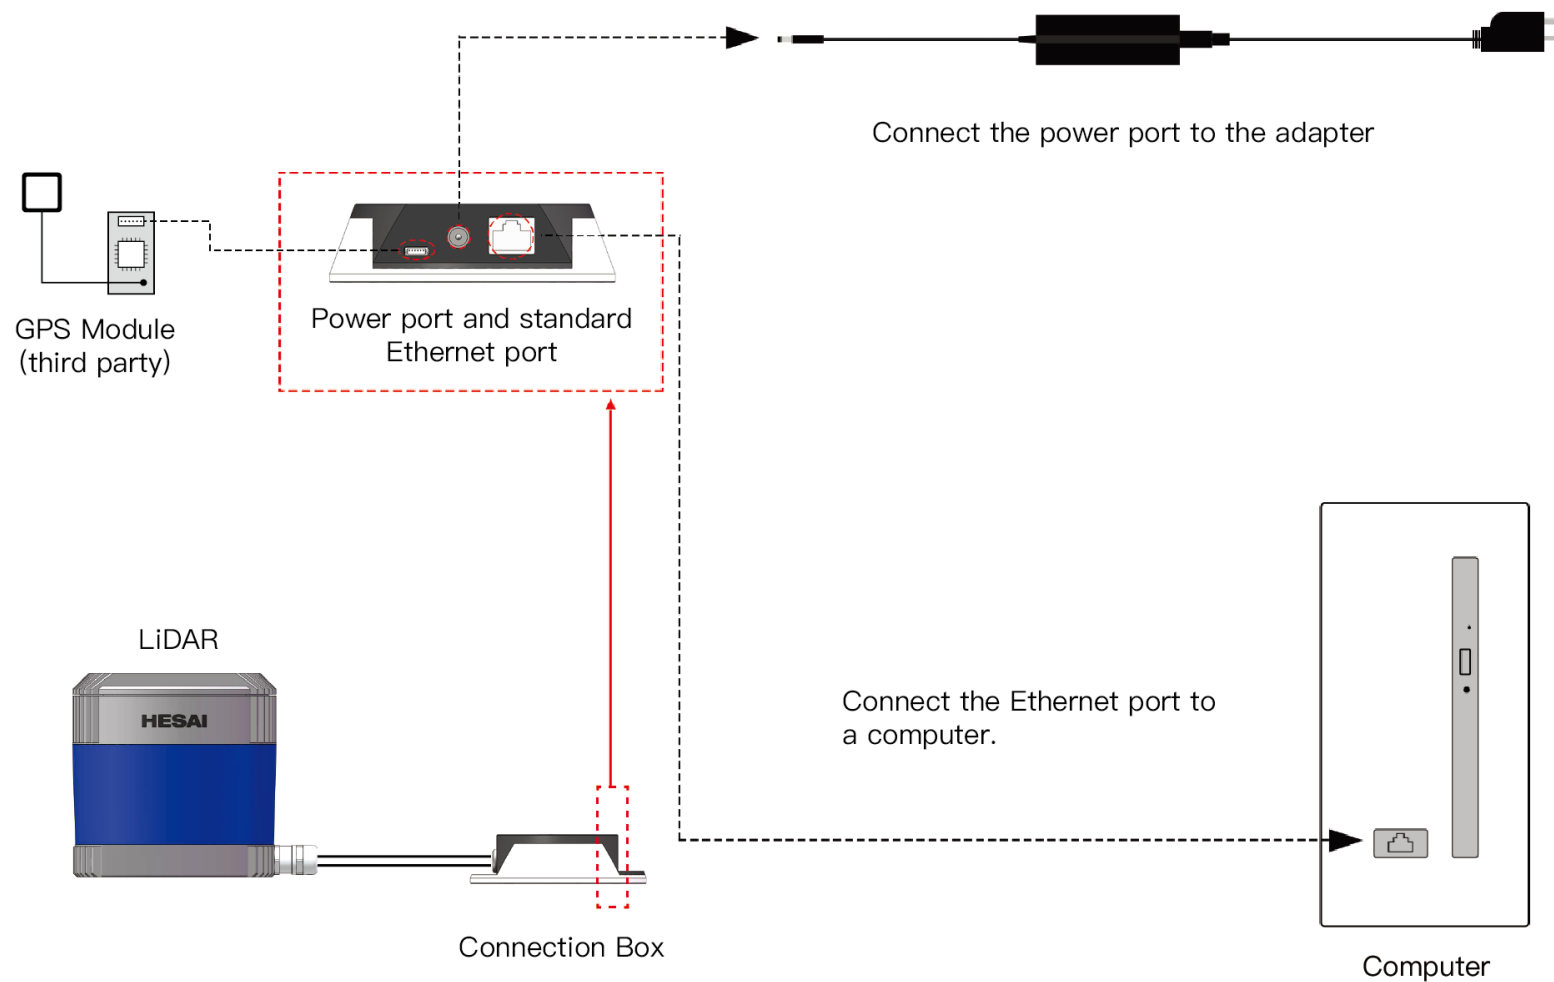 Connect the power port to the adapter
GPS Module
(third party)
Power port and standard
Ethernet port
LiDAR
HESAI
Connect the Ethernet port to
a computer.
Connection Box
Computer